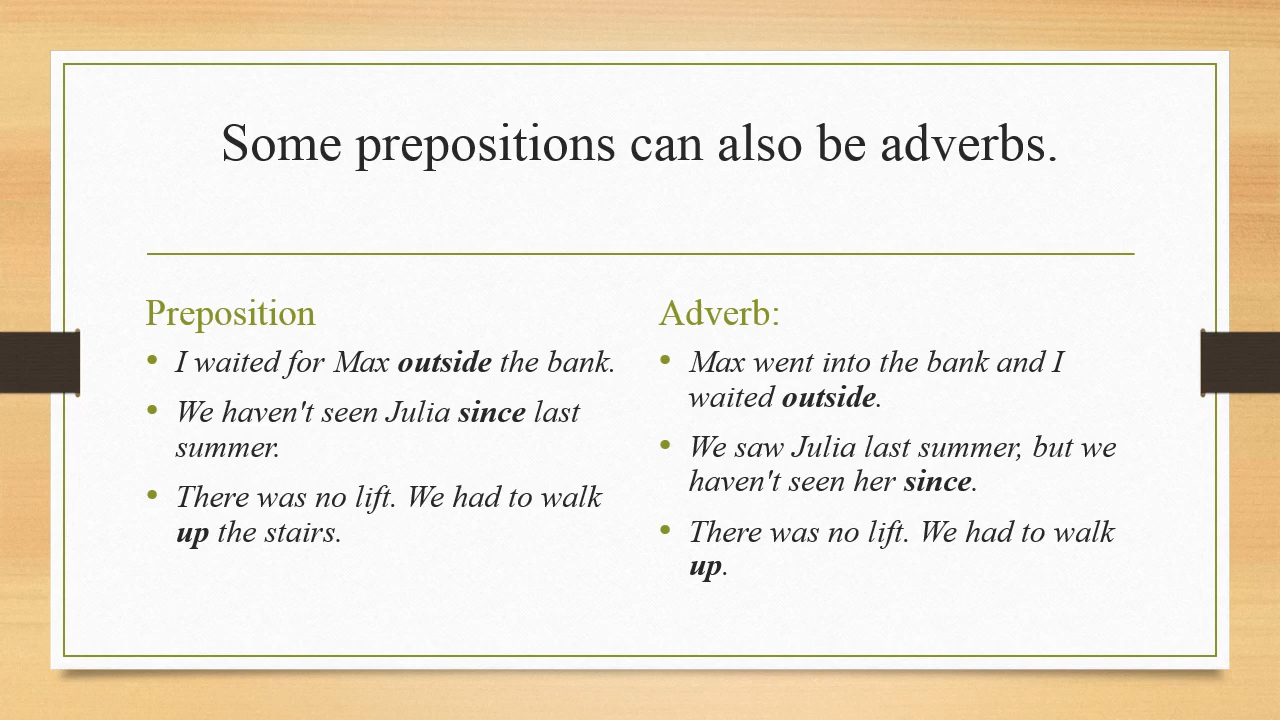 Some prepositions can also be adverbs.
Preposition
• I waited for Max outside the bank.
• We haven't seen Julia since last
summer.
• There was no lift. We had to walk
up the stairs.
Adverb:
• Max went into the bank and I
waited outside.
• We saw Julia last summer, but we
haven't seen her since.
• There was no lift. We had to walk
up.